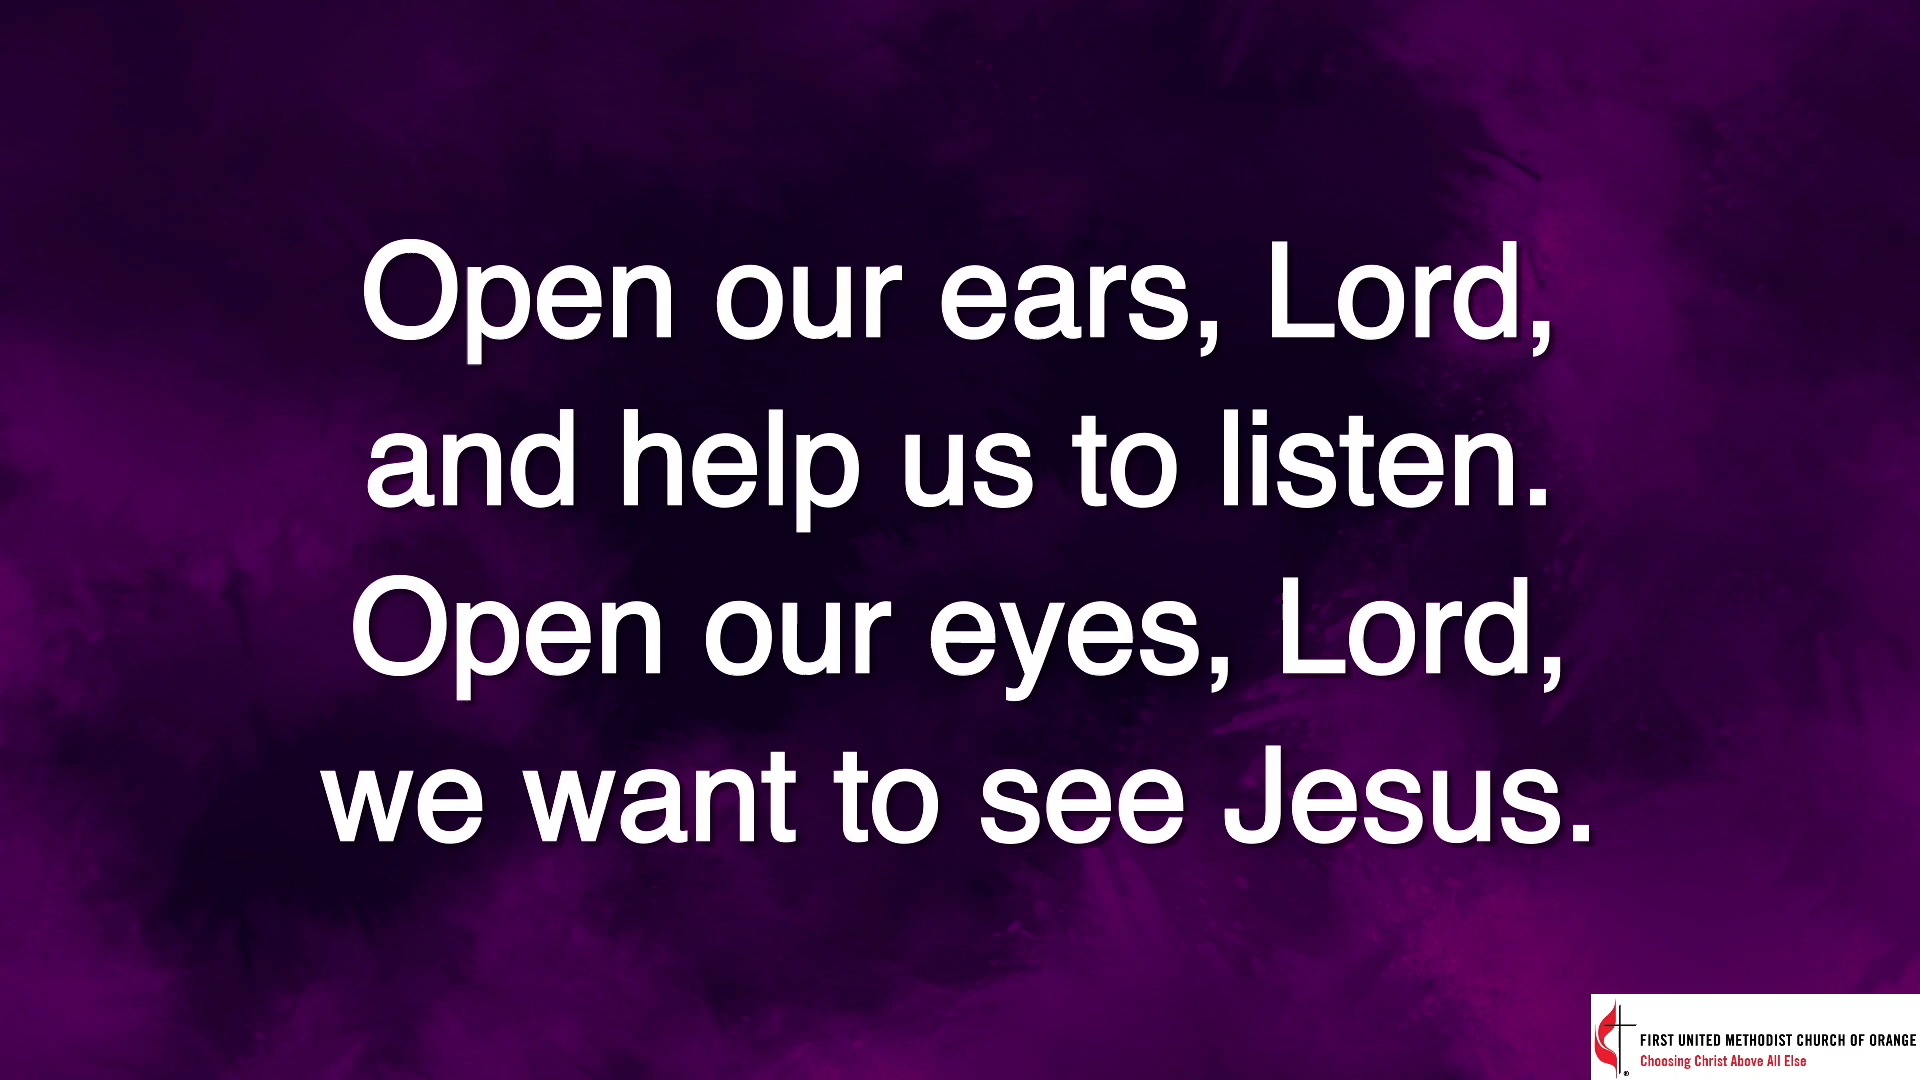 Open our ears, Lord,
and help us to listen.
Open our eyes, Lord,
we want to see Jesus.
FIRST UNITED METHODIST CHURCH OF ORANGE
Choosing Christ Above All Else